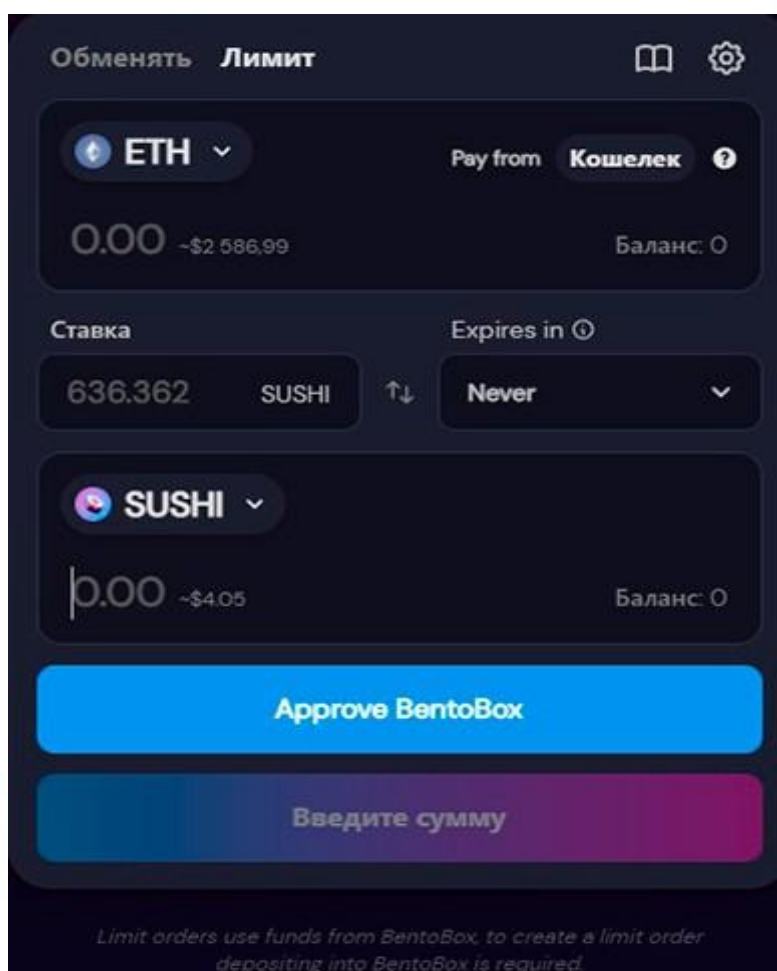 Обменять Лимит
ETH Pay from Кошелек ?
0.00 ~$2 586,99 Баланс: 0
Ставка Expires in
636.362 SUSHI Never
SUSHI
0.00 ~$4.05 Баланс: 0
Approve BentoBox
Введите сумму
Limit orders use funds from BentoBox, to create a limit order
depositing into BentoBox is required.